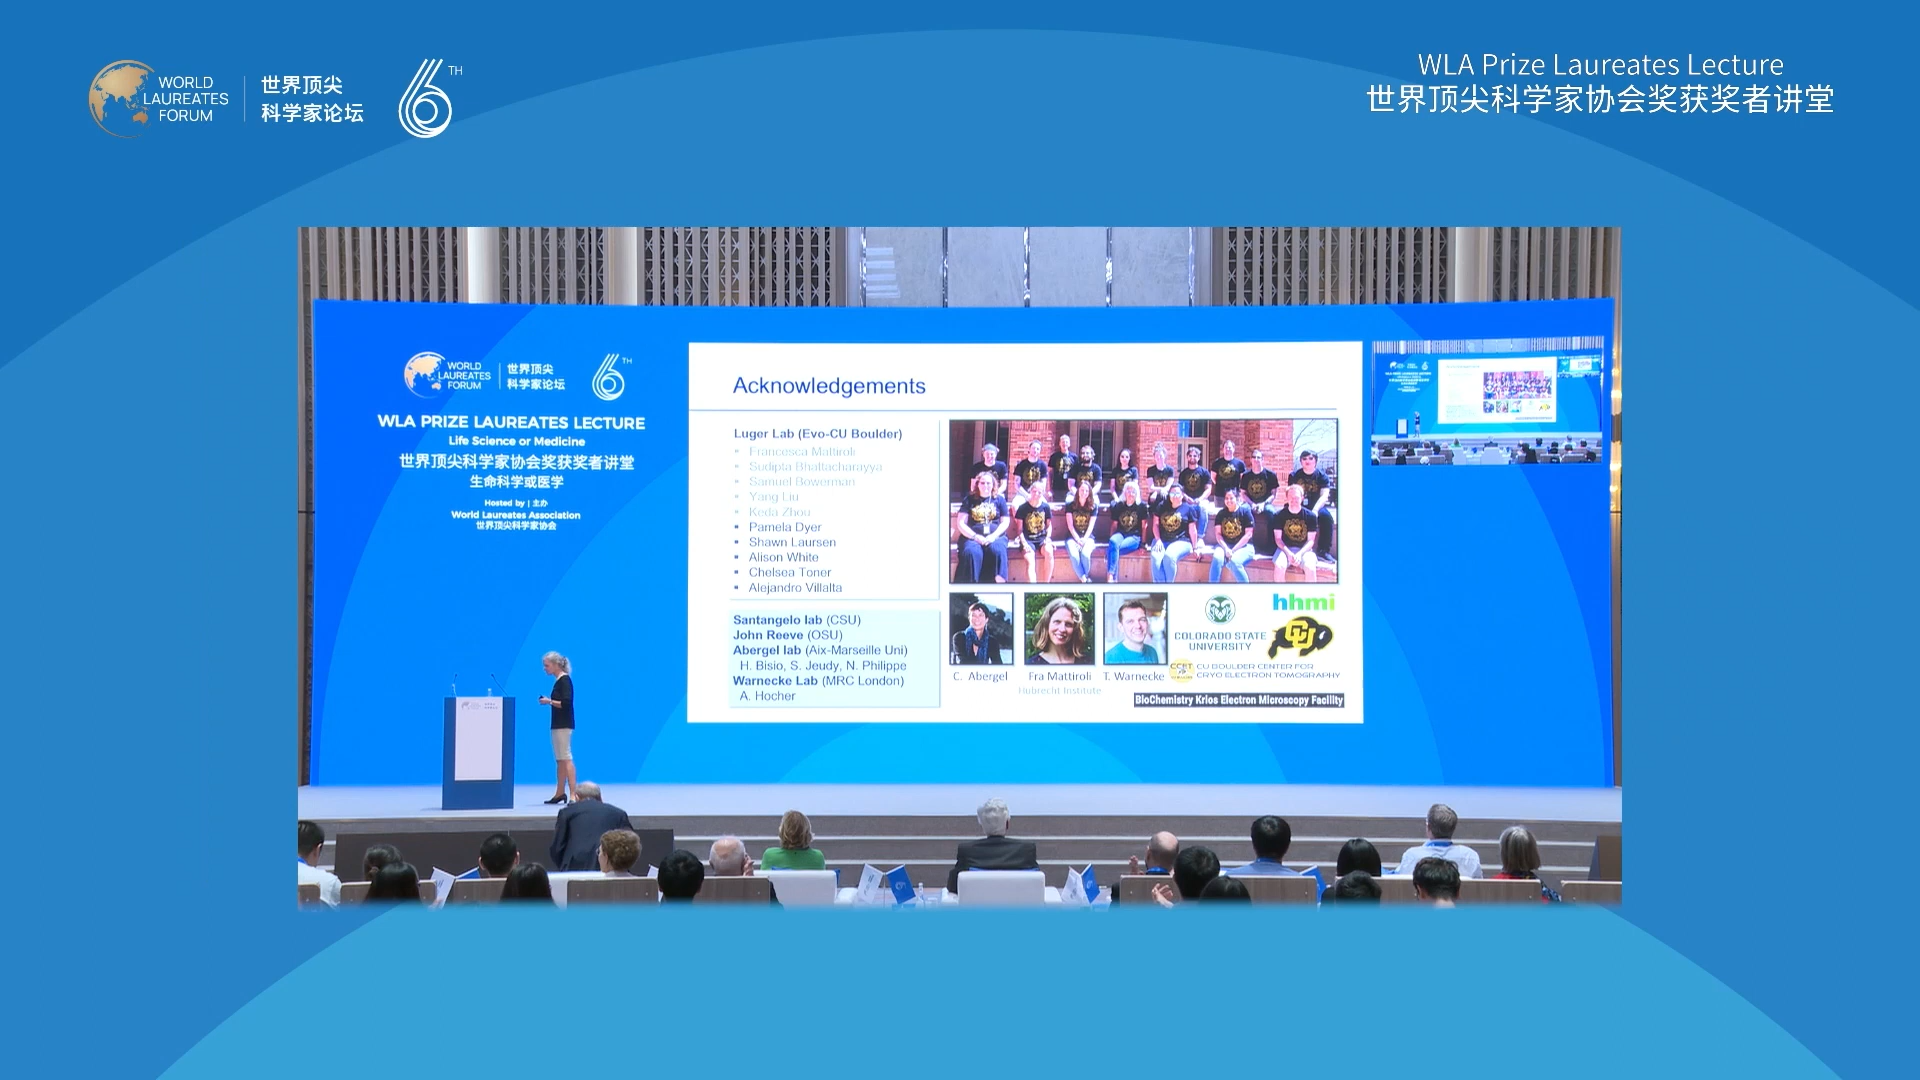 WORLD
LAUREATES
FORUM
世界顶尖
科学家论坛
6TH
WLA Prize Laureates Lecture
世界顶尖科学家协会奖获奖者讲堂
WORLD
LAUREATES
FORUM
世界顶尖
科学家论坛
6TH
WLA PRIZE LAUREATES LECTURE
Life Science or Medicine
世界顶尖科学家协会奖获奖者讲堂
生命科学或医学
Hosted by | 主办
World Laureates Association
世界顶尖科学家协会
Acknowledgements
Luger Lab (Evo-CU Boulder)
Francesca Mattiroli
Sudipta Bhattacharayya
Samuel Bowerman
Yang Liu
Keda Zhou
Pamela Dyer
Shawn Laursen
Alison White
Chelsea Toner
Alejandro Villalta
Santangelo lab (CSU)
John Reeve (OSU)
Abergel lab (Aix-Marseille Uni)
H. Bisio, S. Jeudy, N. Philippe
Warnecke Lab (MRC London)
A. Hocher
C. Abergel
Fra Mattiroli
Hubrecht Institute
T. Warnecke
hhmi
COLORADO STATE
UNIVERSITY
CU
CU BOULDER CENTER FOR
CRYO ELECTRON TOMOGRAPHY
BioChemistry Krios Electron Microscopy Facility